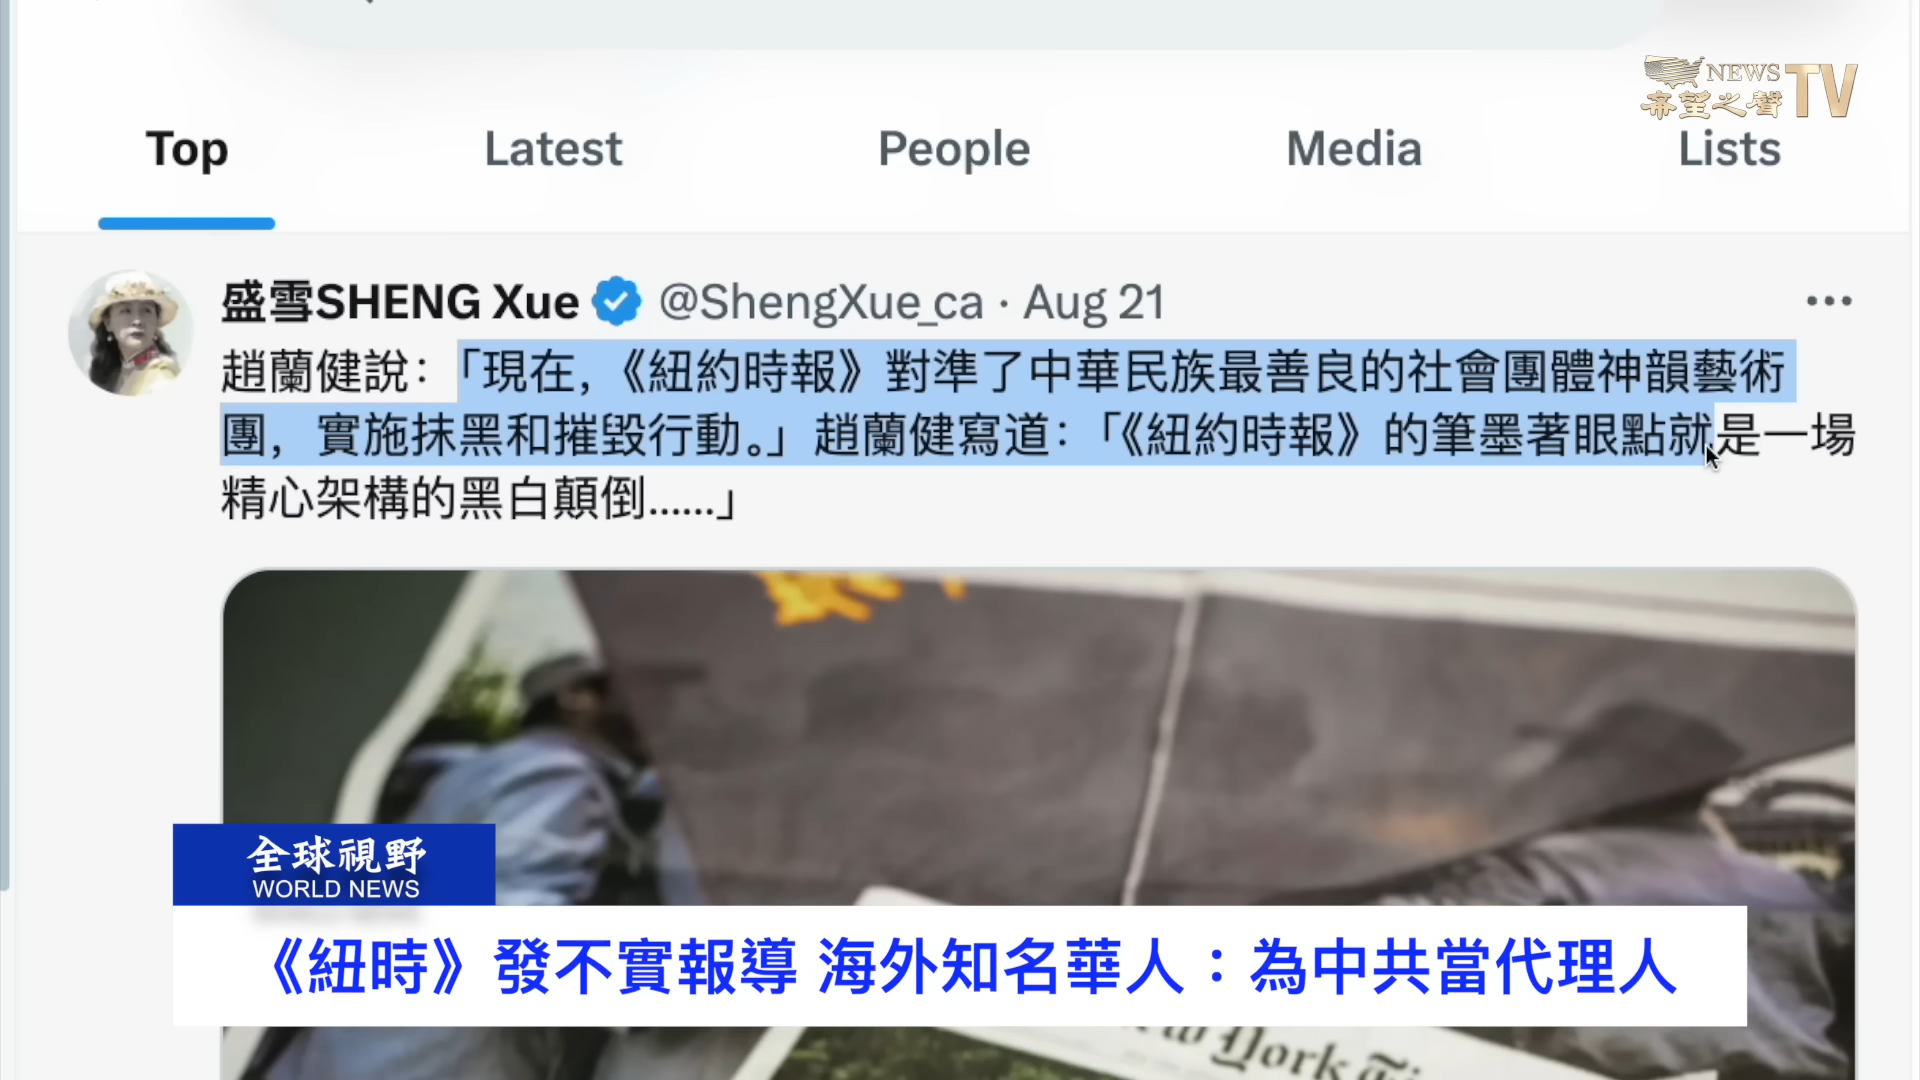 NEWS
希望之聲TV
Top Latest People Media Lists
盛雪SHENG Xue @ShengXue_ca · Aug 21
趙蘭健說：「現在，《紐約時報》對準了中華民族最善良的社會團體神韻藝術
團，實施抹黑和摧毀行動。」趙蘭健寫道：「《紐約時報》的筆墨著眼點就是一場
精心架構的黑白顛倒......」
全球視野
WORLD NEWS
《紐時》發不實報導 海外知名華人：為中共當代理人
w York Ti